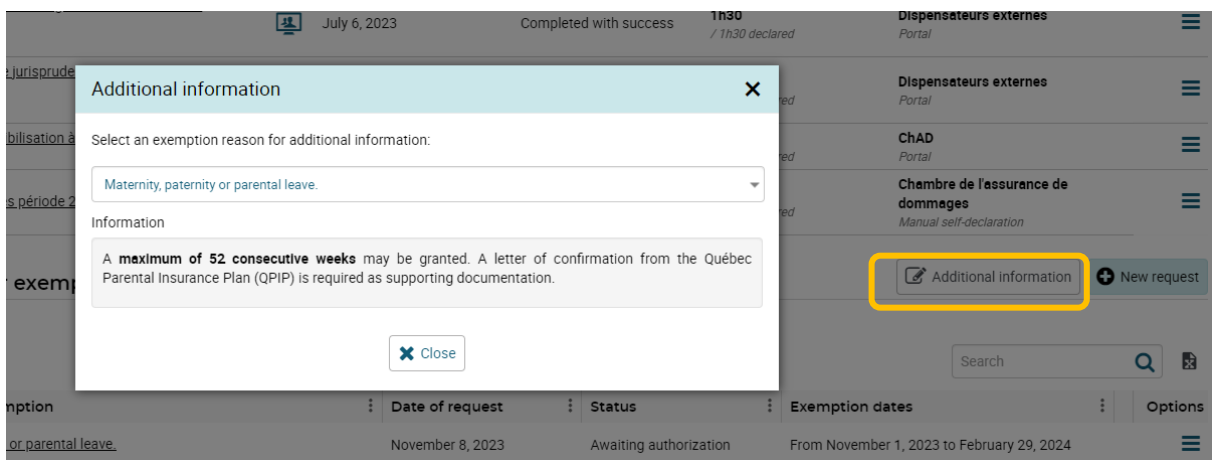 July 6, 2023 Completed with success 1h30 Dispensateurs externes
/ 1h30 declared Portal
Additional information
Dispensateurs externes
Portal
Select an exemption reason for additional information:
ChAD
Portal
Maternity, paternity or parental leave.
Chambre de l'assurance de
dommages
Manual self-declaration
Information
A maximum of 52 consecutive weeks may be granted. A letter of confirmation from the Québec
Parental Insurance Plan (QPIP) is required as supporting documentation.
Additional information New request
Close
Search
Date of request Status Exemption dates Options
or parental leave. November 8, 2023 Awaiting authorization From November 1, 2023 to February 29, 2024